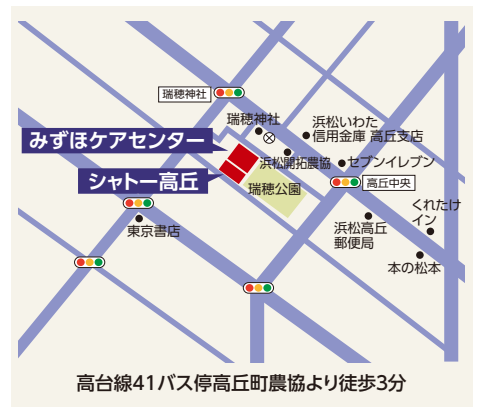 瑞穂神社
瑞穂神社
浜松いわた
信用金庫 高丘支店
みずほケアセンター
浜松開拓農協
セブンイレブン
シャトー高丘
瑞穂公園
高丘中央
くれたけ
イン
東京書店
浜松高丘
郵便局
本の松本
高台線41バス停高丘町農協より徒歩3分